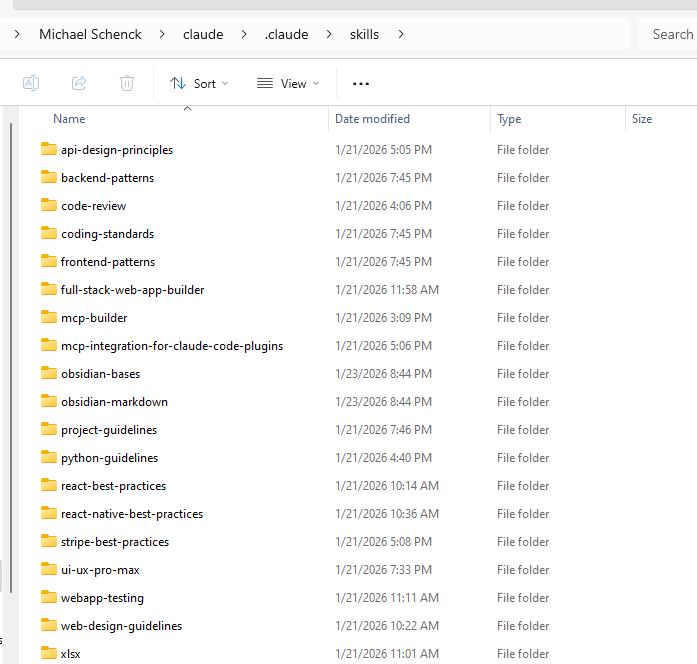 Michael Schenck > claude > .claude > skills >
Search
Sort
View
Name Date modified Type Size
api-design-principles 1/21/2026 5:05 PM File folder
backend-patterns 1/21/2026 7:45 PM File folder
code-review 1/21/2026 4:06 PM File folder
coding-standards 1/21/2026 7:45 PM File folder
frontend-patterns 1/21/2026 7:45 PM File folder
full-stack-web-app-builder 1/21/2026 11:58 AM File folder
mcp-builder 1/21/2026 3:09 PM File folder
mcp-integration-for-claude-code-plugins 1/21/2026 5:06 PM File folder
obsidian-bases 1/23/2026 8:44 PM File folder
obsidian-markdown 1/23/2026 8:44 PM File folder
project-guidelines 1/21/2026 7:46 PM File folder
python-guidelines 1/21/2026 4:40 PM File folder
react-best-practices 1/21/2026 10:14 AM File folder
react-native-best-practices 1/21/2026 10:36 AM File folder
stripe-best-practices 1/21/2026 5:08 PM File folder
ui-ux-pro-max 1/21/2026 7:33 PM File folder
webapp-testing 1/21/2026 11:11 AM File folder
web-design-guidelines 1/21/2026 10:22 AM File folder
xlsx 1/21/2026 11:01 AM File folder